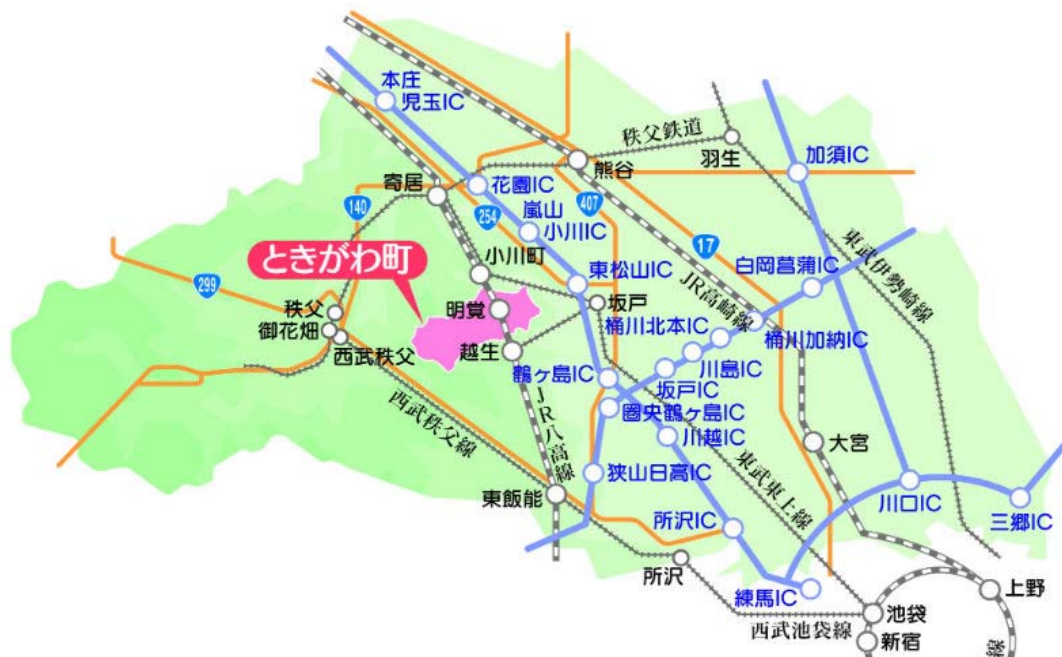 本庄
児玉IC
秩父鉄道
羽生
熊谷
加須IC
寄居
花園IC
140
254
407
嵐山
小川IC
17
東武伊勢崎線
ときがわ町
小川町
東松山IC
白岡菖蒲IC
299
JR高崎線
秩父
明覚
坂戸
御花畑
桶川北本IC
桶川加納IC
西武秩父
越生
川島IC
鶴ヶ島IC
坂戸IC
圏央鶴ヶ島IC
西武秩父線
JR八高線
川越IC
大宮
東武東上線
狭山日高IC
川口IC
東飯能
三郷IC
所沢IC
所沢
練馬IC
上野
池袋
西武池袋線
新宿